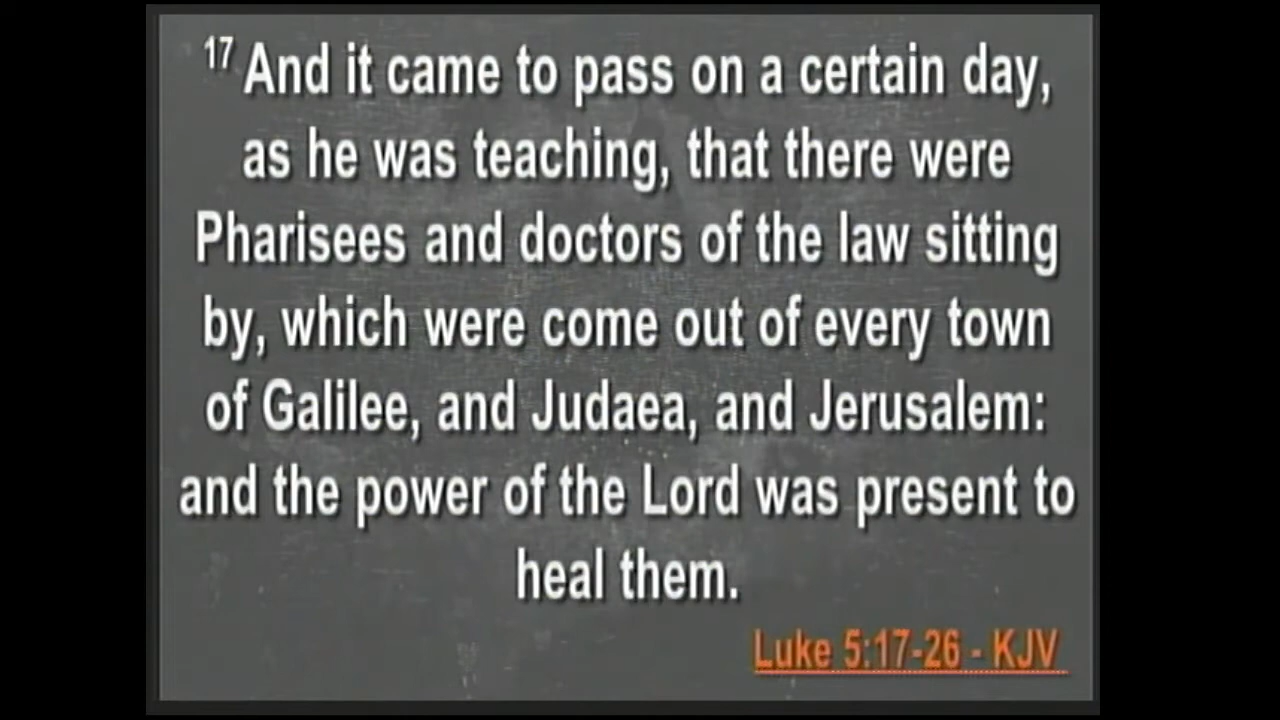 17 And it came to pass on a certain day,
as he was teaching, that there were
Pharisees and doctors of the law sitting
by, which were come out of every town
of Galilee, and Judaea, and Jerusalem:
and the power of the Lord was present to
heal them.
Luke 5:17-26 - KJV